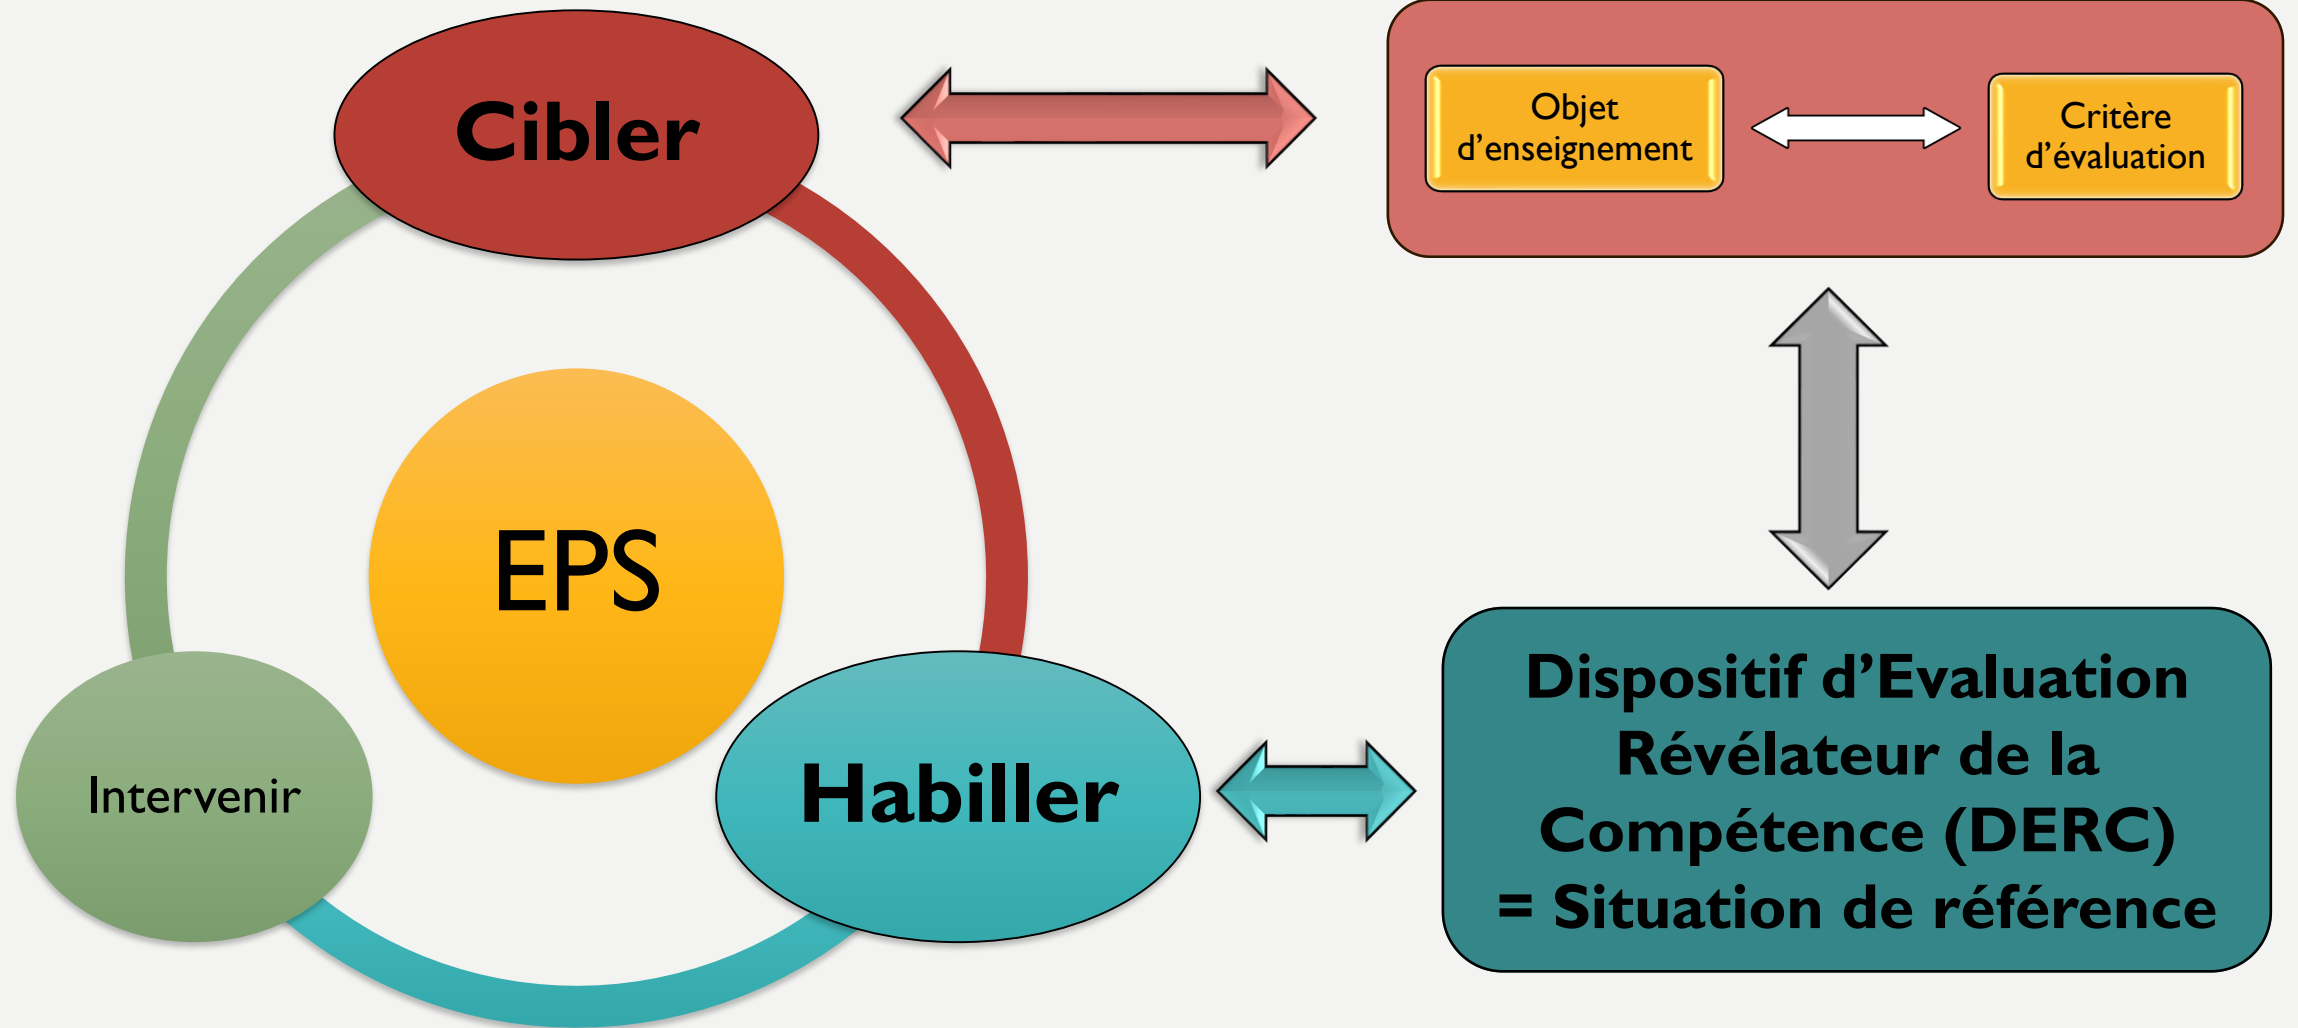 Cibler
Objet
d’enseignement
Critère
d’évaluation
EPS
Intervenir
Habiller
Dispositif d’Evaluation
Révélateur de la
Compétence (DERC)
= Situation de référence